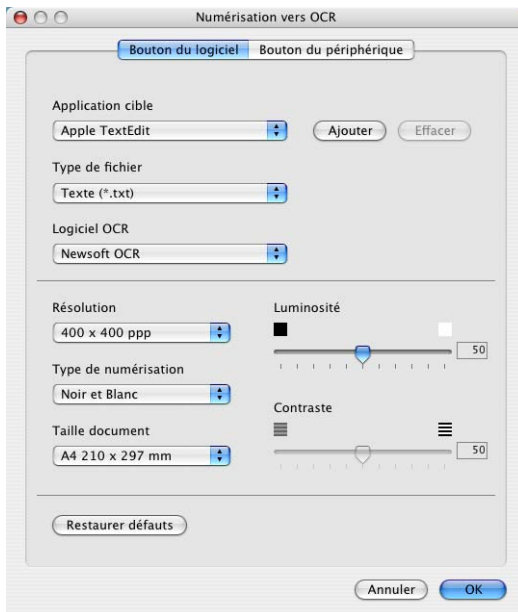 Numérisation vers OCR
Bouton du logiciel Bouton du périphérique
Application cible
Apple TextEdit Ajouter Effacer
Type de fichier
Texte (*.txt)
Logiciel OCR
Newsoft OCR
Résolution Luminosité
400 x 400 ppp
50
Type de numérisation
Noir et Blanc
Contraste
Taille document
A4 210 x 297 mm 50
Restaurer défauts
Annuler OK